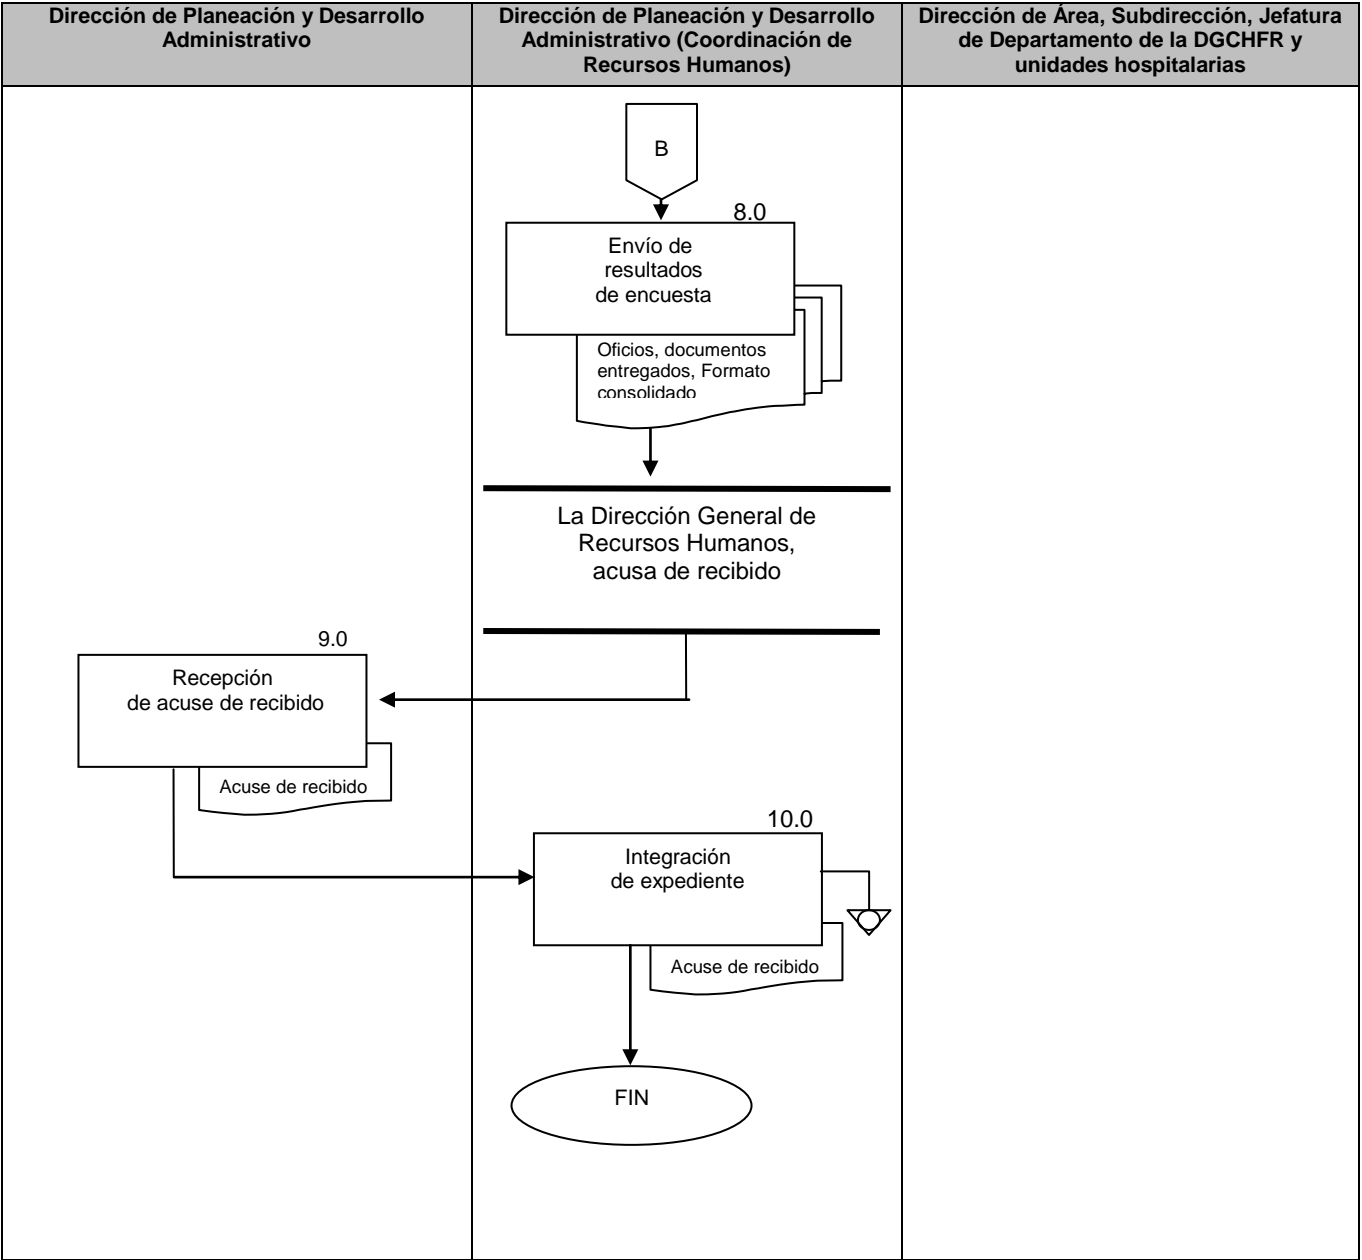 Dirección de Planeación y Desarrollo
Administrativo
Dirección de Planeación y Desarrollo
Administrativo (Coordinación de
Recursos Humanos)
Dirección de Área, Subdirección, Jefatura
de Departamento de la DGCHFR y
unidades hospitalarias
B
8.0
Envío de
resultados
de encuesta
Oficios, documentos
entregados, Formato
consolidado
La Dirección General de
Recursos Humanos,
acusa de recibido
9.0
Recepción
de acuse de recibido
Acuse de recibido
10.0
Integración
de expediente
Acuse de recibido
FIN